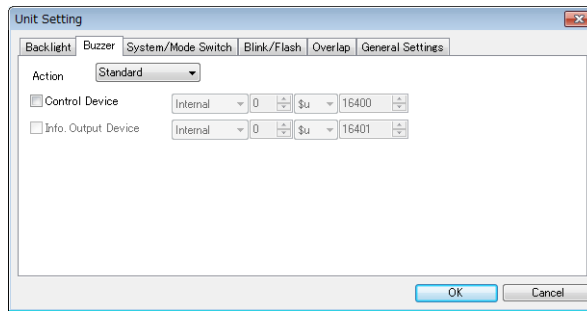 Unit Setting
Backlight Buzzer System/Mode Switch Blink/Flash Overlap General Settings
Action Standard
Control Device Internal 0 $u 16400
Info. Output Device Internal 0 $u 16401
OK Cancel